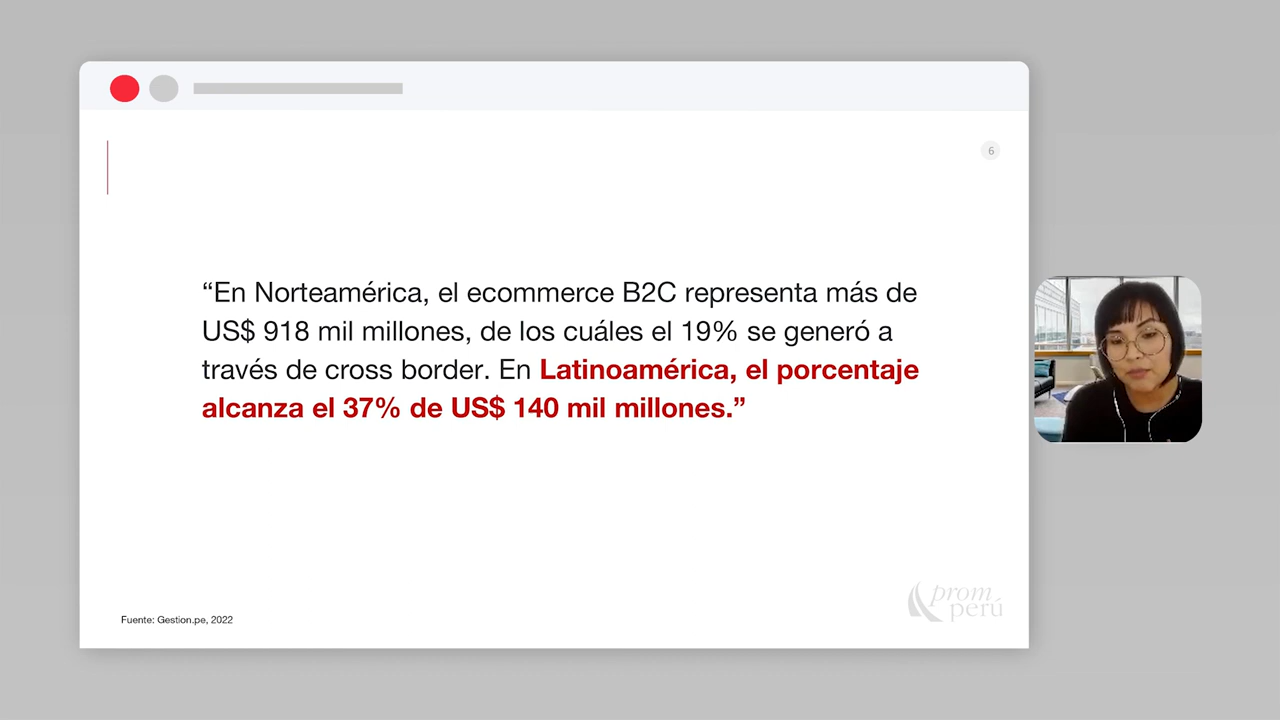 6
“En Norteamérica, el ecommerce B2C representa más de
US$ 918 mil millones, de los cuáles el 19% se generó a
través de cross border. En Latinoamérica, el porcentaje
alcanza el 37% de US$ 140 mil millones.”
prom
perú
Fuente: Gestion.pe, 2022